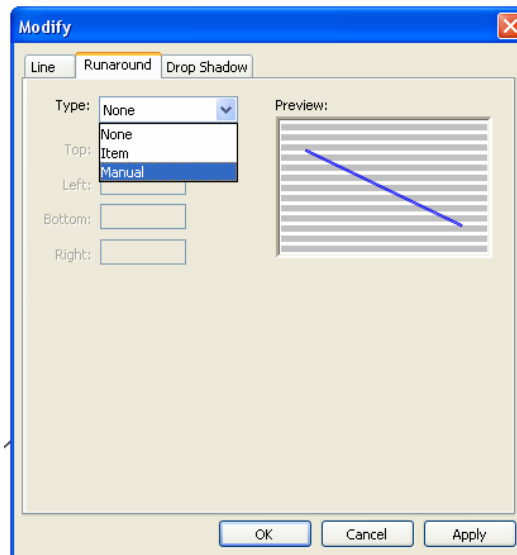 Modify
Line Runaround Drop Shadow
Type: None
Preview:
None
Item
Manual
Top:
Left:
Bottom:
Right:
OK Cancel Apply